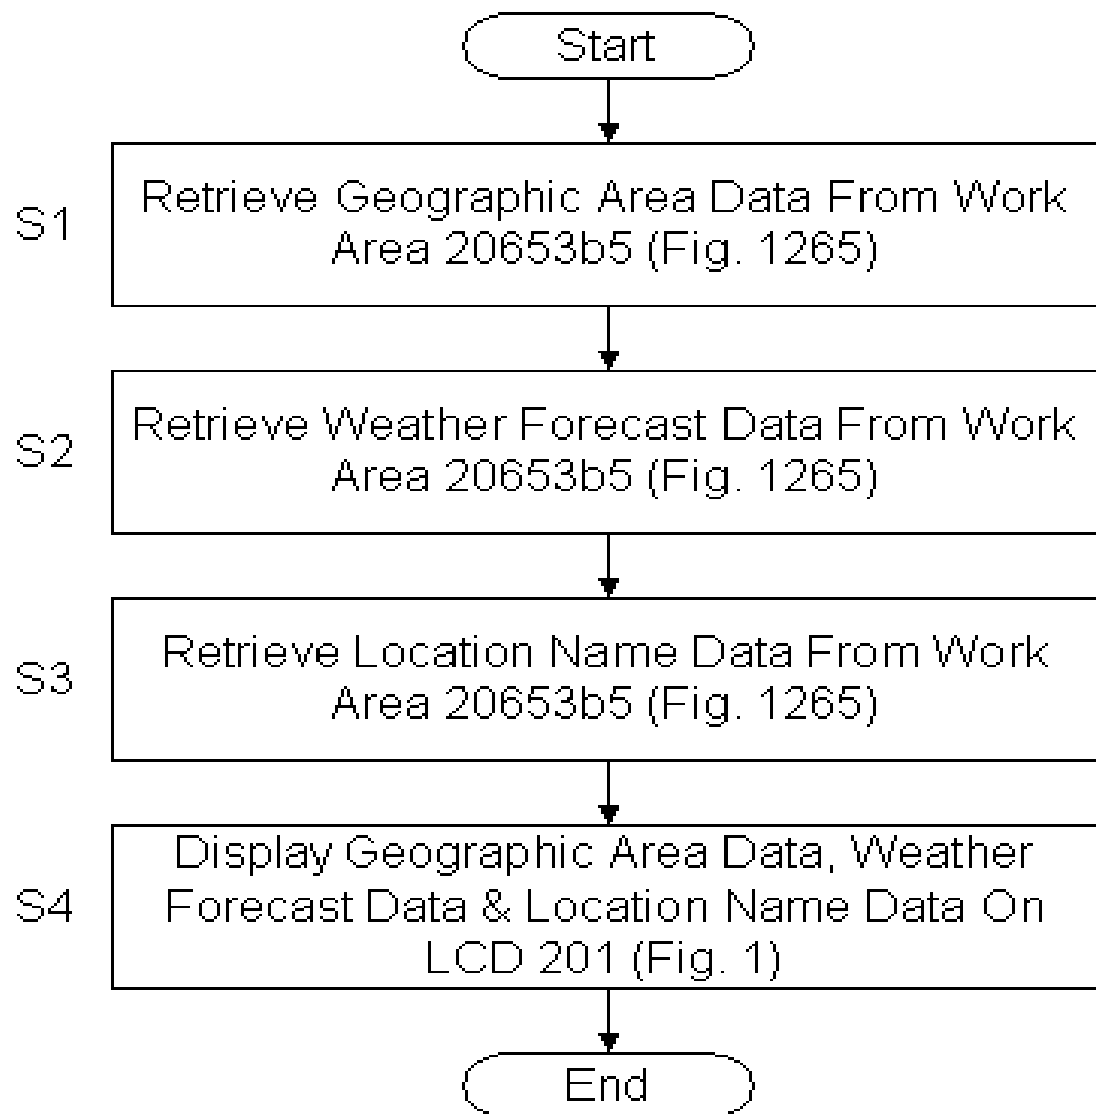 Start
S1
Retrieve Geographic Area Data From Work
Area 20653b5 (Fig. 1265)
S2
Retrieve Weather Forecast Data From Work
Area 20653b5 (Fig. 1265)
S3
Retrieve Location Name Data From Work
Area 20653b5 (Fig. 1265)
S4
Display Geographic Area Data, Weather
Forecast Data & Location Name Data On
LCD 201 (Fig. 1)
End